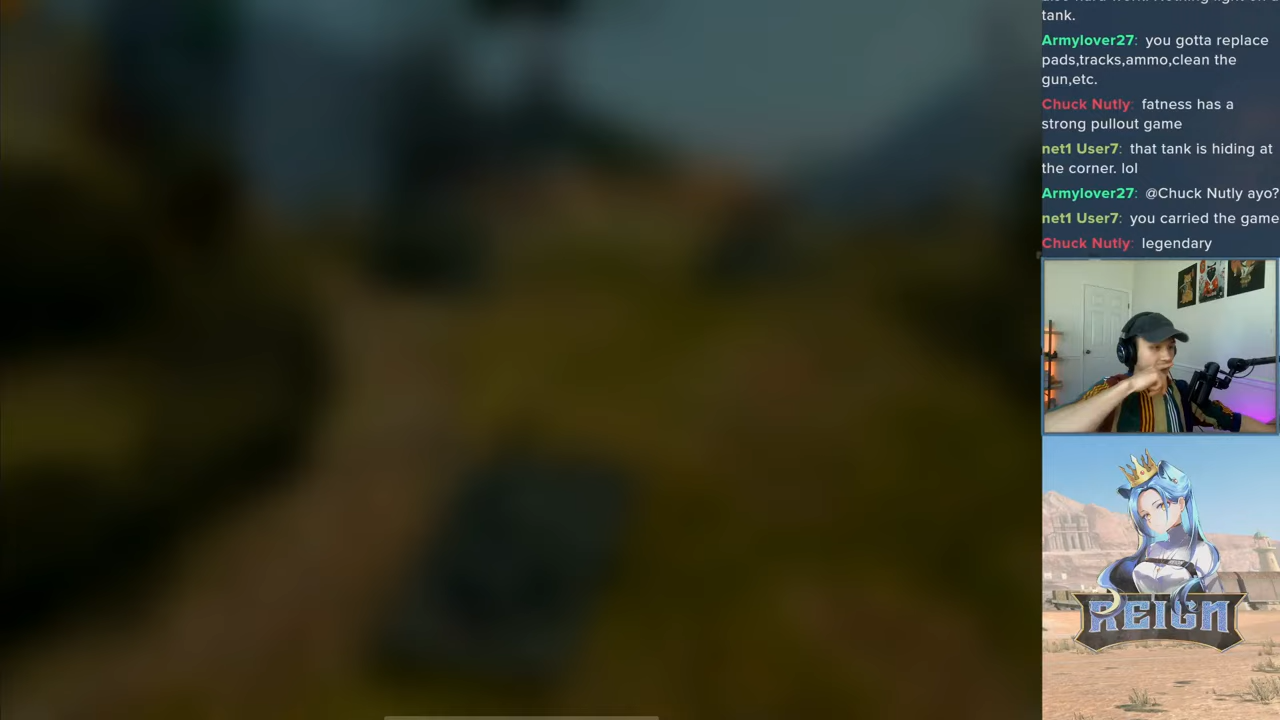 tank.
Armylover27: you gotta replace
pads,tracks,ammo,clean the
gun,etc.
Chuck Nutly: fatness has a
strong pullout game
net1 User7: that tank is hiding at
the corner. lol
Armylover27: @Chuck Nutly ayo?
net1 User7: you carried the game
Chuck Nutly: legendary
REIGN